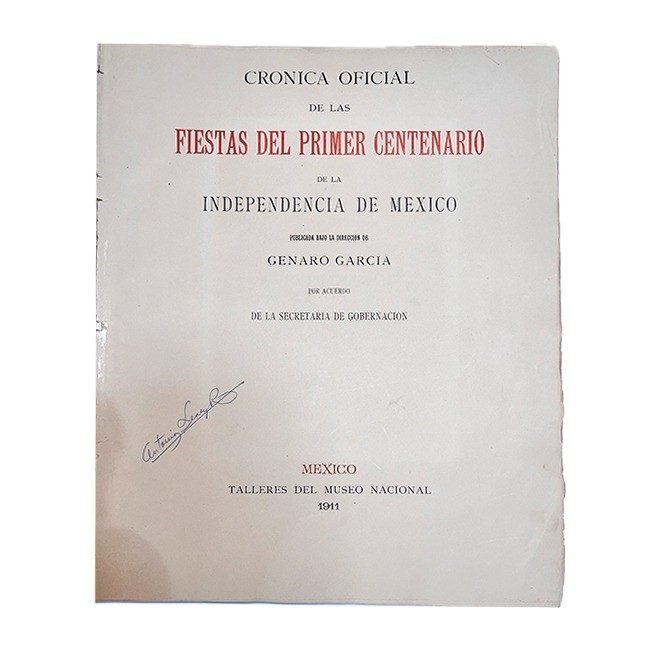 CRONICA OFICIAL
DE LAS
FIESTAS DEL PRIMER CENTENARIO
DE LA
INDEPENDENCIA DE MEXICO
PUBLICADA BAJO LA DIRECCION DE
GENARO GARCIA
POR ACUERDO
DE LA SECRETARIA DE GOBERNACION
Antonio
MEXICO
TALLERES DEL MUSEO NACIONAL
1911